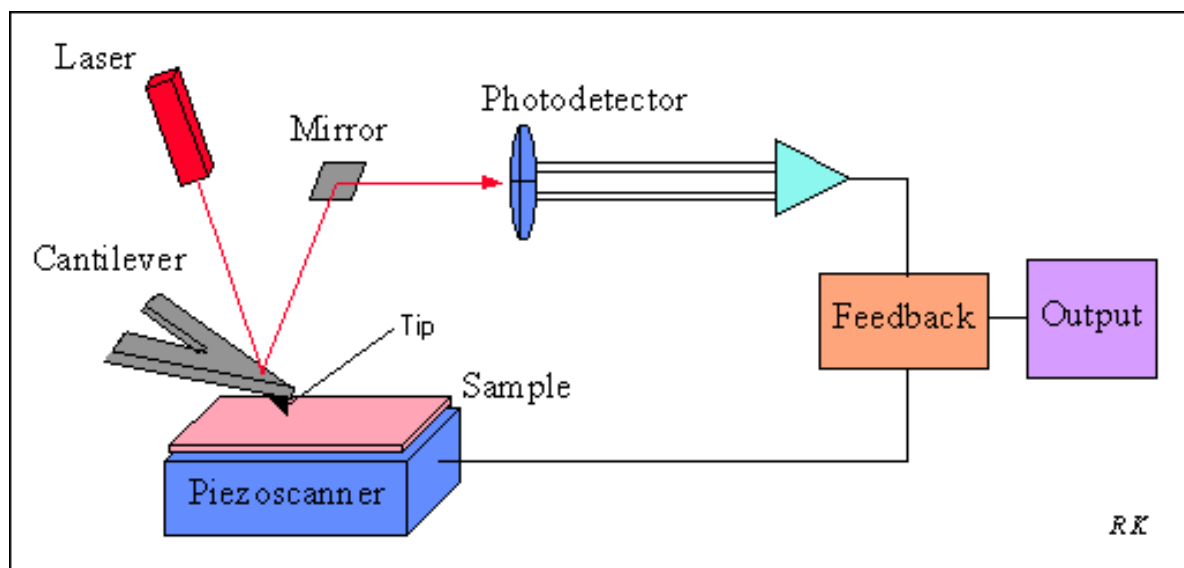 Laser
Photodetector
Mirror
Cantilever
Tip
Feedback
Output
Sample
Piezoscanner
RK